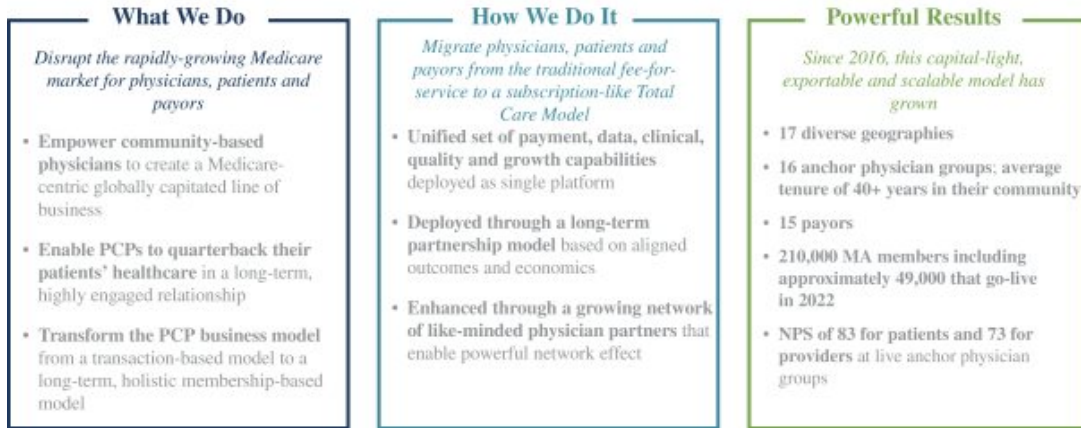 What We Do
Disrupt the rapidly-growing Medicare
market for physicians, patients and
payors
• Empower community-based
physicians to create a Medicare-
centric globally capitated line of
business
• Enable PCPs to quarterback their
patients' healthcare in a long-term,
highly engaged relationship
• Transform the PCP business model
from a transaction-based model to a
long-term, holistic membership-based
model
How We Do It
Migrate physicians, patients and
payors from the traditional fee-for-
service to a subscription-like Total
Care Model
• Unified set of payment, data, clinical,
quality and growth capabilities
deployed as single platform
• Deployed through a long-term
partnership model based on aligned
outcomes and economics
• Enhanced through a growing network
of like-minded physician partners that
enable powerful network effect
Powerful Results
Since 2016, this capital-light,
exportable and scalable model has
grown
• 17 diverse geographies
• 16 anchor physician groups; average
tenure of 40+ years in their community
• 15 payors
• 210,000 MA members including
approximately 49,000 that go-live
in 2022
• NPS of 83 for patients and 73 for
providers at live anchor physician
groups